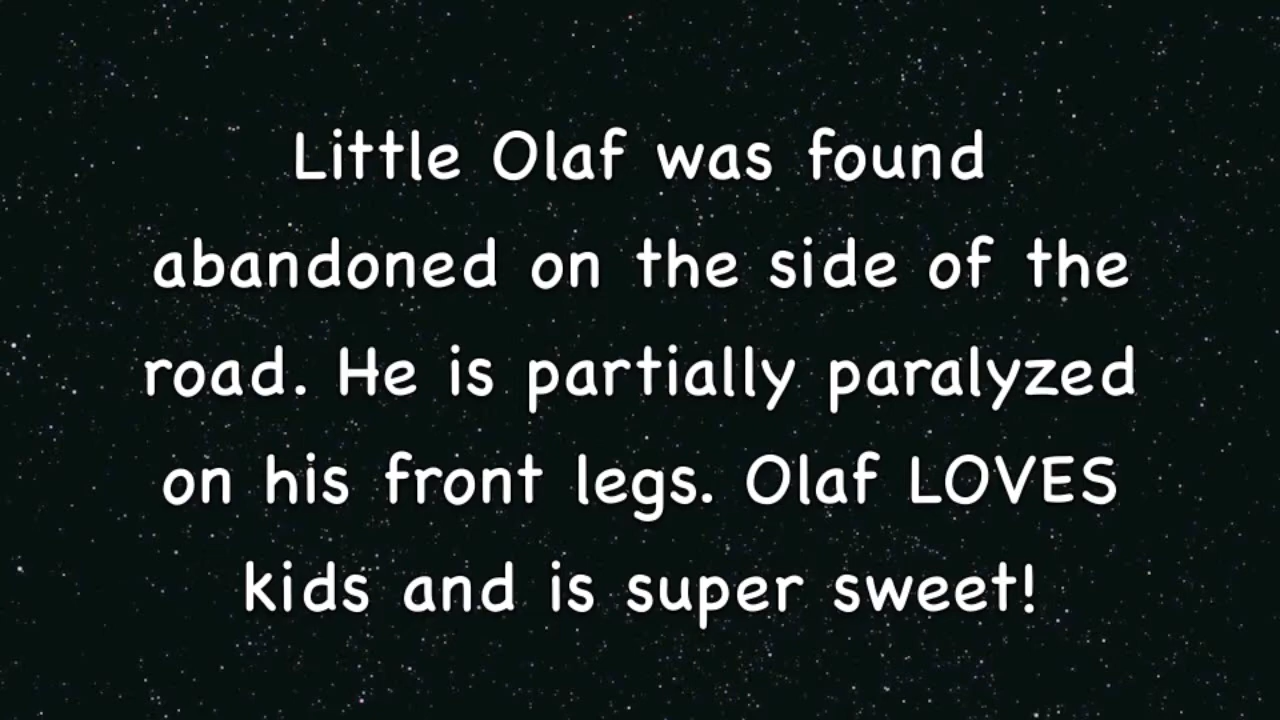 Little Olaf was found
abandoned on the side of the
road. He is partially paralyzed
on his front legs. Olaf LOVES
kids and is super sweet!